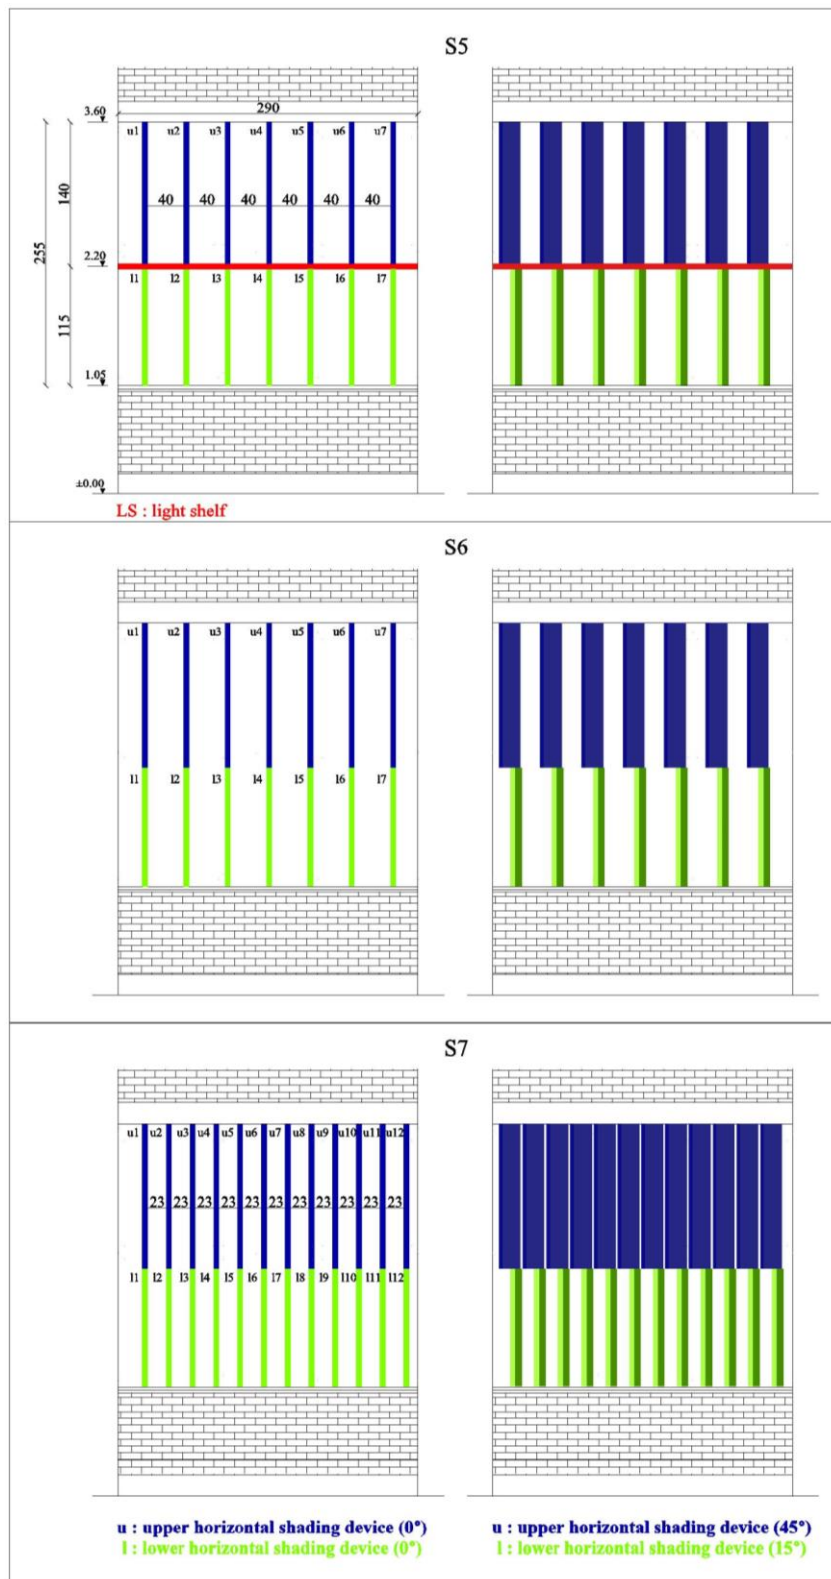 S5
290
3.60
u1 u2 u3 u4 u5 u6 u7
140
40 40 40 40 40 40
255
2.20
l1 l2 l3 l4 l5 l6 l7
115
1.05
±0.00
LS : light shelf
S6
u1 u2 u3 u4 u5 u6 u7
l1 l2 l3 l4 l5 l6 l7
S7
u1 u2 u3 u4 u5 u6 u7 u8 u9 u10 u11 u12
23 23 23 23 23 23 23 23 23 23 23
l1 l2 l3 l4 l5 l6 l7 l8 l9 l10 l11 l12
u : upper horizontal shading device (0°)
l : lower horizontal shading device (0°)
u : upper horizontal shading device (45°)
l : lower horizontal shading device (15°)